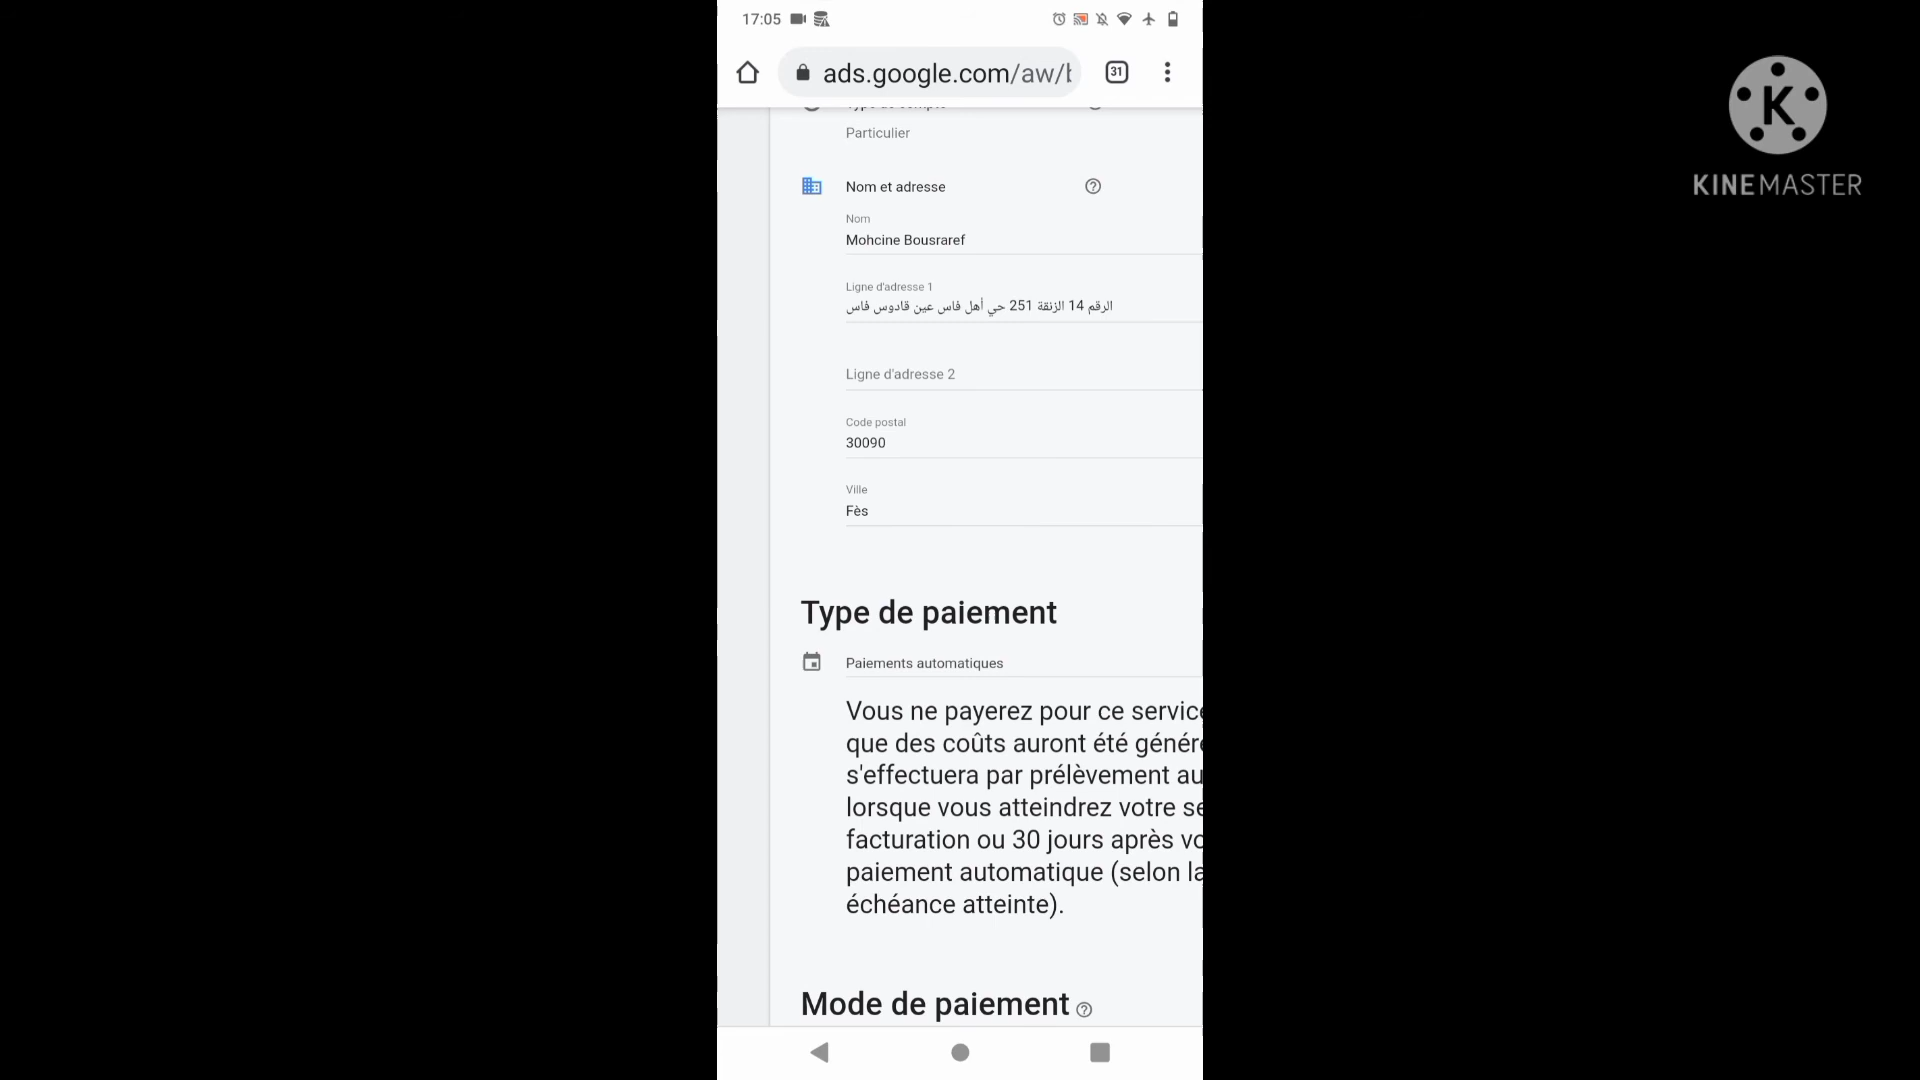 17:05
ads.google.com/aw/b
31
Particulier
Nom et adresse
Nom
Mohcine Bousraref
Ligne d'adresse 1
الرقم 14 الزنقة 251 حي أهل فاس عين قادوس فاس
Ligne d'adresse 2
Code postal
30090
Ville
Fès
Type de paiement
Paiements automatiques
Vous ne payerez pour ce service
que des coûts auront été génér
s'effectuera par prélèvement au
lorsque vous atteindrez votre se
facturation ou 30 jours après vo
paiement automatique (selon la
échéance atteinte).
Mode de paiement
K
KINEMASTER